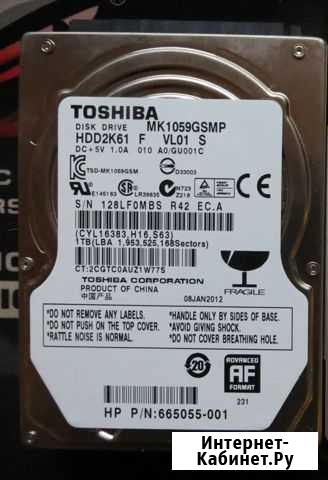 TOSHIBA
DISK DRIVE MK1059GSMP
HDD2K61 F VL01 S
DC+5V 1.0A 010 A0/GU001C
TSD-MK1059GSM
D33003
E145183
LR39835
N723
Z218
S/N 128LF0MBS R42 EC.A
(CYL16383,H16,S63)
1TB(LBA 1,953,525,168Sectors)
CT:2CGTC0AUZ1W775
TOSHIBA CORPORATION
PRODUCT OF CHINA
中国产品
08JAN2012
FRAGILE
*DO NOT REMOVE ANY LABELS. *HANDLE ONLY BY SIDES OF BASE.
*DO NOT PUSH ON THE TOP COVER. *AVOID GIVING SHOCK.
*RATTLE NOISE IS NORMAL. *DO NOT COVER BREATHING HOLE.
20
ADVANCED
AF
FORMAT
231
HP P/N:665055-001
Интернет-
Кабинет.Ру